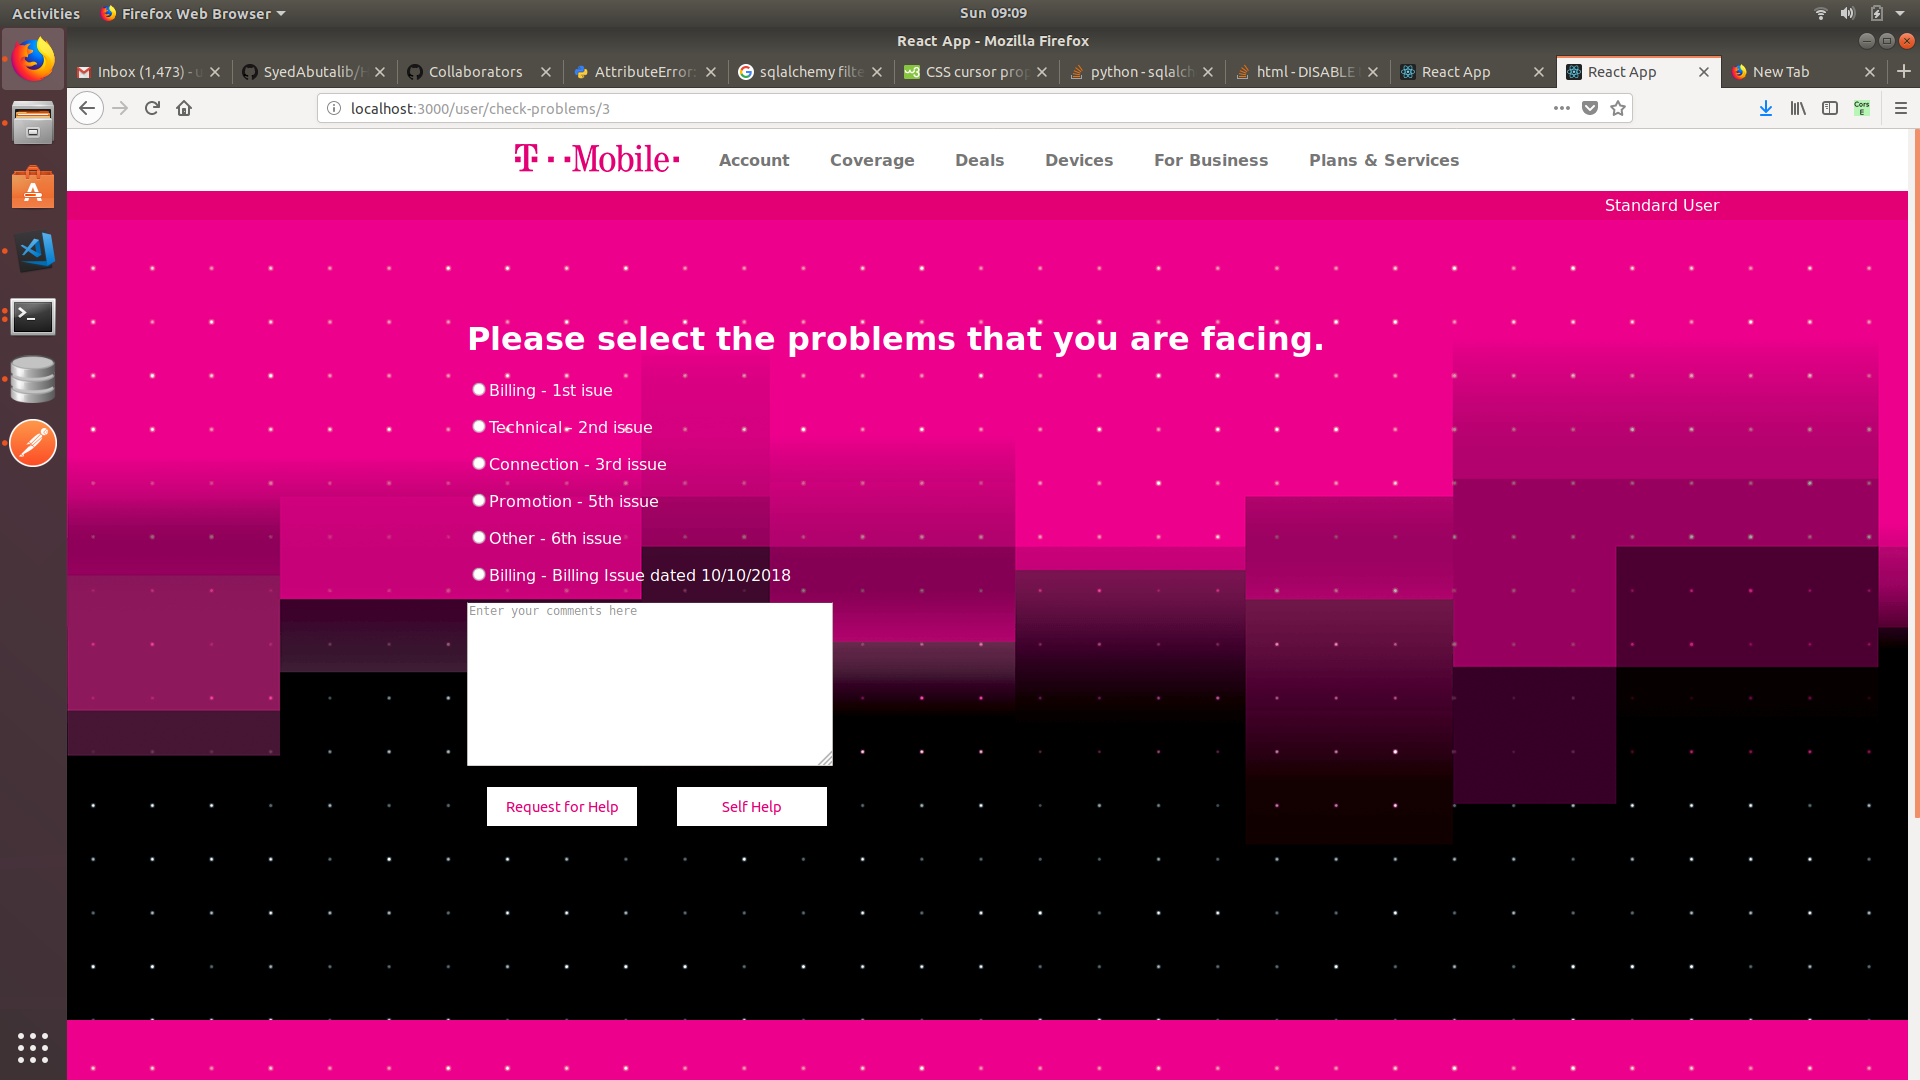 Activities Firefox Web Browser Sun 09:09
React App - Mozilla Firefox
Inbox (1,473) - u SyedAbutalib/H Collaborators AttributeError: sqlalchemy filte CSS cursor prop python - sqlalch html - DISABLE React App React App New Tab
localhost:3000/user/check-problems/3 Cors E
T Mobile Account Coverage Deals Devices For Business Plans & Services
Standard User
Please select the problems that you are facing.
Billing - 1st isue
Technical - 2nd issue
Connection - 3rd issue
Promotion - 5th issue
Other - 6th issue
Billing - Billing Issue dated 10/10/2018
Enter your comments here
Request for Help Self Help